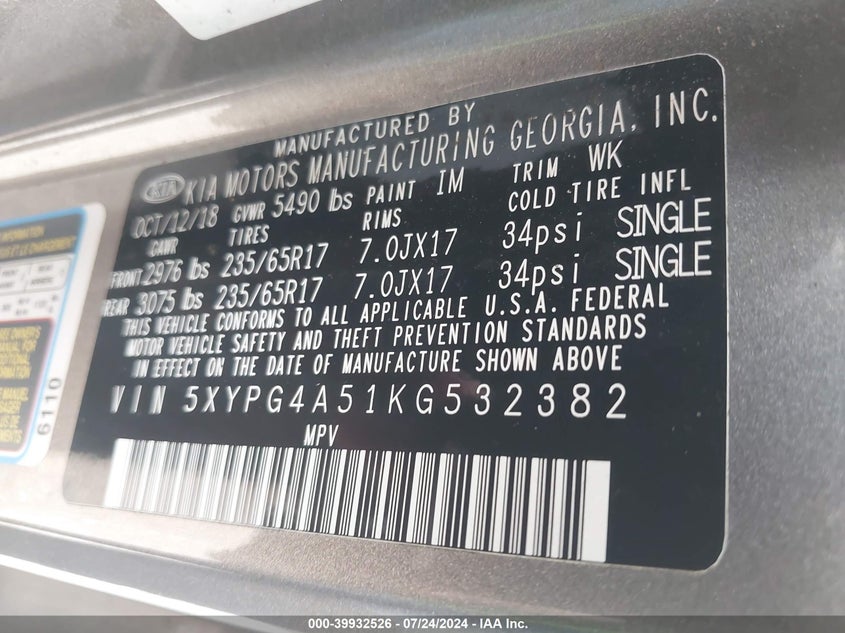 MANUFACTURED BY
KIA KIA MOTORS MANUFACTURING GEORGIA, INC.
OCT/12/18 GVWR 5490 lbs PAINT IM TRIM WK
GAWR TIRES RIMS COLD TIRE INFL
FRONT 2976 lbs 235/65R17 7.0JX17 34psi SINGLE
REAR 3075 lbs 235/65R17 7.0JX17 34psi SINGLE
THIS VEHICLE CONFORMS TO ALL APPLICABLE U.S.A. FEDERAL
MOTOR VEHICLE SAFETY AND THEFT PREVENTION STANDARDS
IN EFFECT ON THE DATE OF MANUFACTURE SHOWN ABOVE
VIN 5XYPG4A51KG532382
MPV
INFORMATION
6110
000-39932526 - 07/24/2024 - IAA Inc.